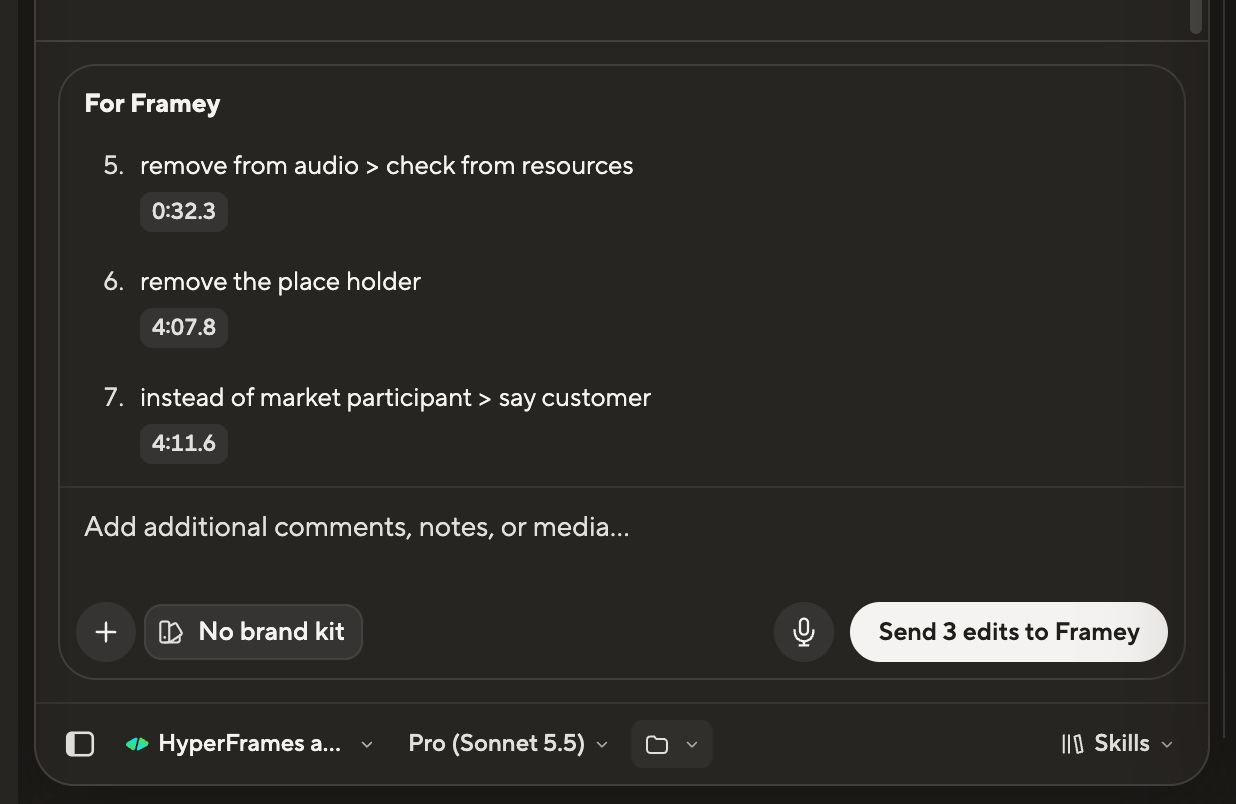 For Framey
5. remove from audio > check from resources
0:32.3
6. remove the place holder
4:07.8
7. instead of market participant > say customer
4:11.6
Add additional comments, notes, or media...
No brand kit
Send 3 edits to Framey
HyperFrames a...
Pro (Sonnet 5.5)
Skills